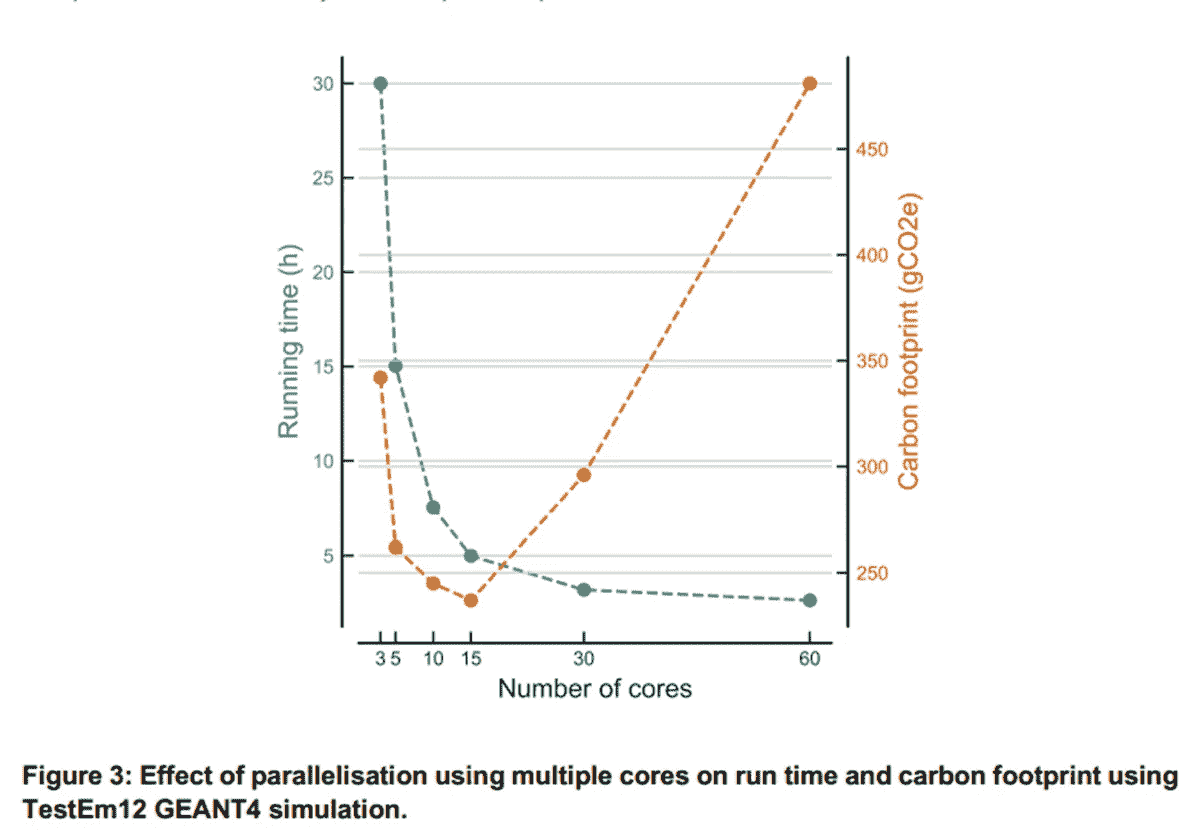 30
25
20
15
10
5
Running time (h)
450
400
350
300
250
Carbon footprint (gCO2e)
3 5 10 15 30 60
Number of cores
Figure 3: Effect of parallelisation using multiple cores on run time and carbon footprint using
TestEm12 GEANT4 simulation.